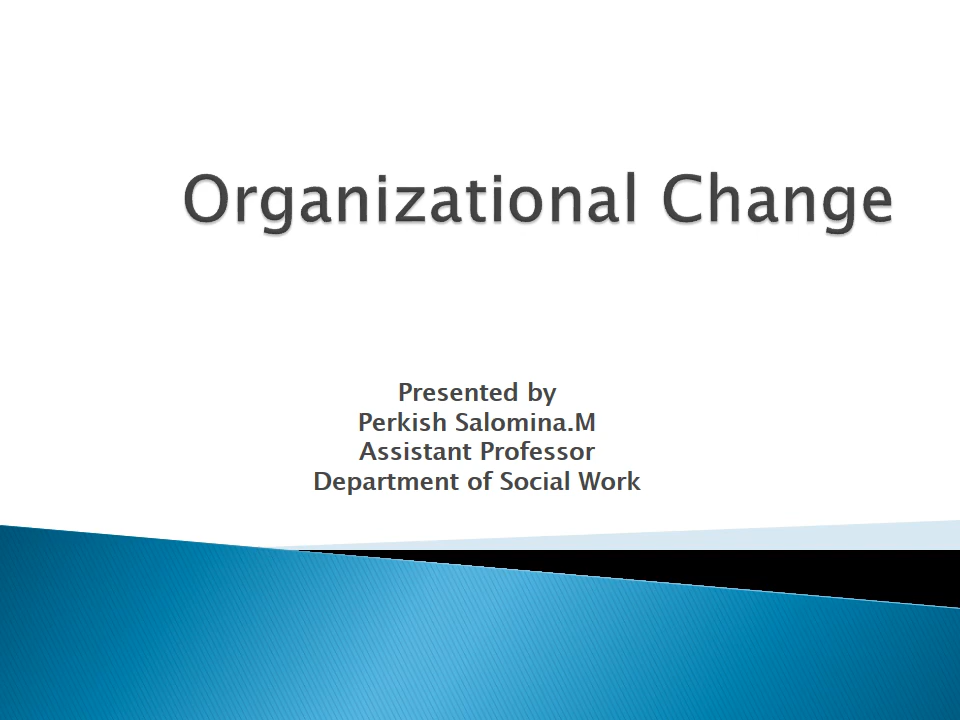 Organizational Change
Presented by
Perkish Salomina.M
Assistant Professor
Department of Social Work